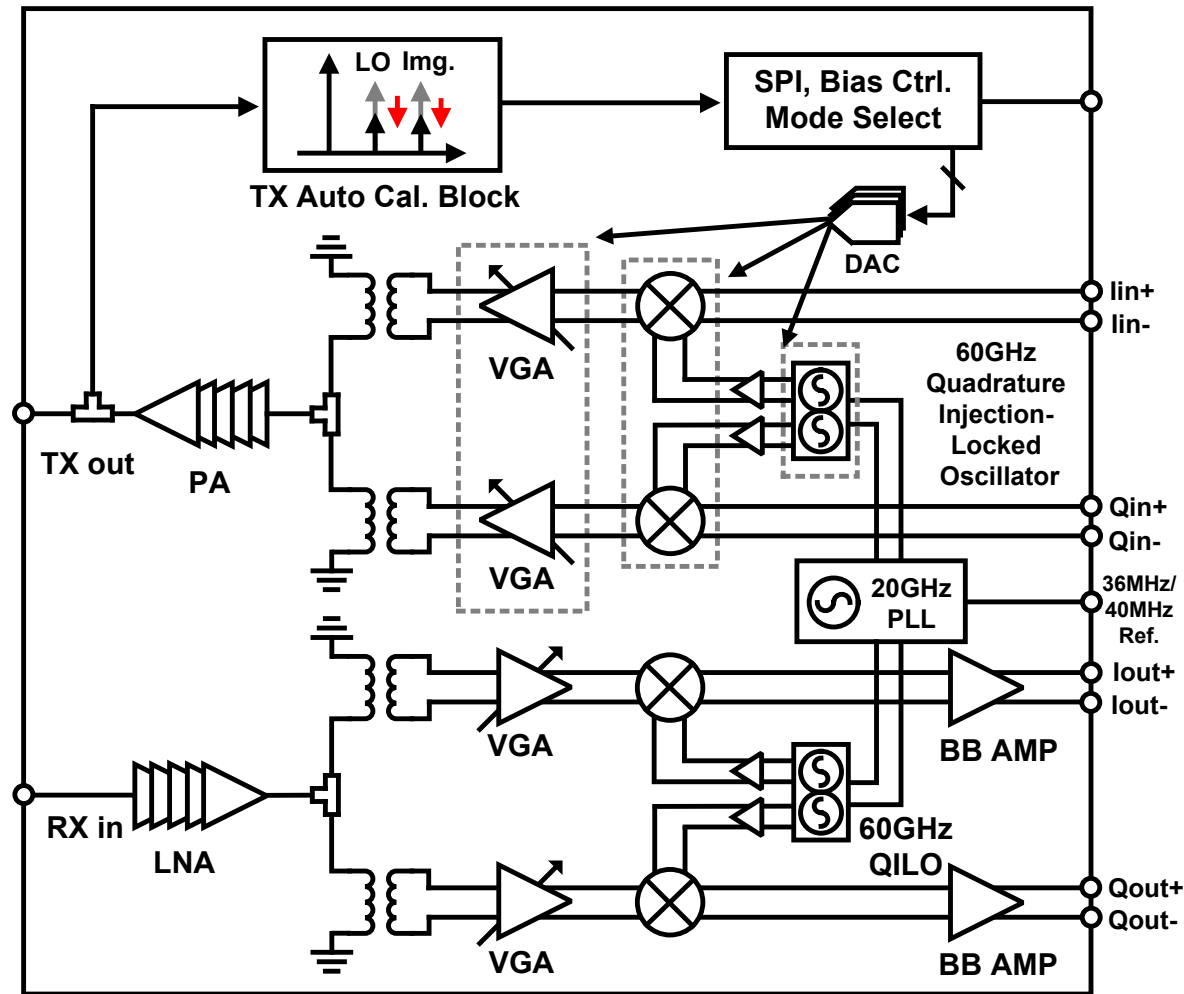 LO Img.
TX Auto Cal. Block
SPI, Bias Ctrl.
Mode Select
DAC
Iin+
Iin-
VGA
60GHz
Quadrature
Injection-
Locked
Oscillator
TX out
PA
Qin+
Qin-
VGA
20GHz
PLL
36MHz/
40MHz
Ref.
Iout+
Iout-
VGA
BB AMP
RX in
LNA
60GHz
QILO
Qout+
Qout-
VGA
BB AMP